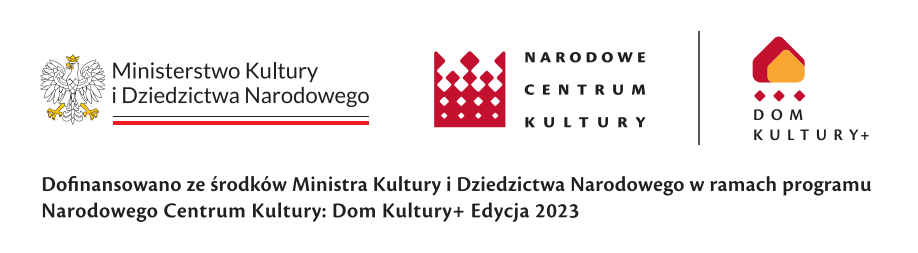 Ministerstwo Kultury
i Dziedzictwa Narodowego
NARODOWE
CENTRUM
KULTURY
DOM
KULTURY+
Dofinansowano ze środków Ministra Kultury i Dziedzictwa Narodowego w ramach programu
Narodowego Centrum Kultury: Dom Kultury+ Edycja 2023